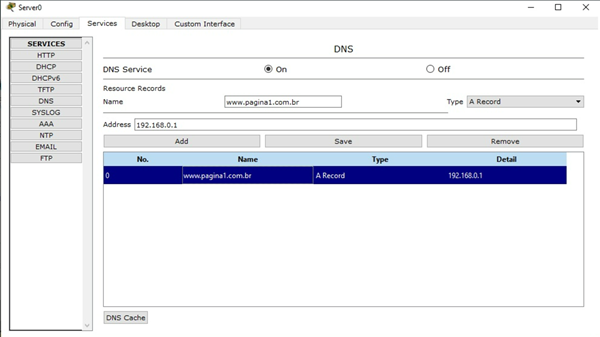 Server0
Physical Config Services Desktop Custom Interface
SERVICES
HTTP
DHCP
DHCPv6
TFTP
DNS
SYSLOG
AAA
NTP
EMAIL
FTP
DNS
DNS Service On Off
Resource Records
Name www.pagina1.com.br Type A Record
Address 192.168.0.1
Add Save Remove
No. Name Type Detail
0 www.pagina1.com.br A Record 192.168.0.1
DNS Cache